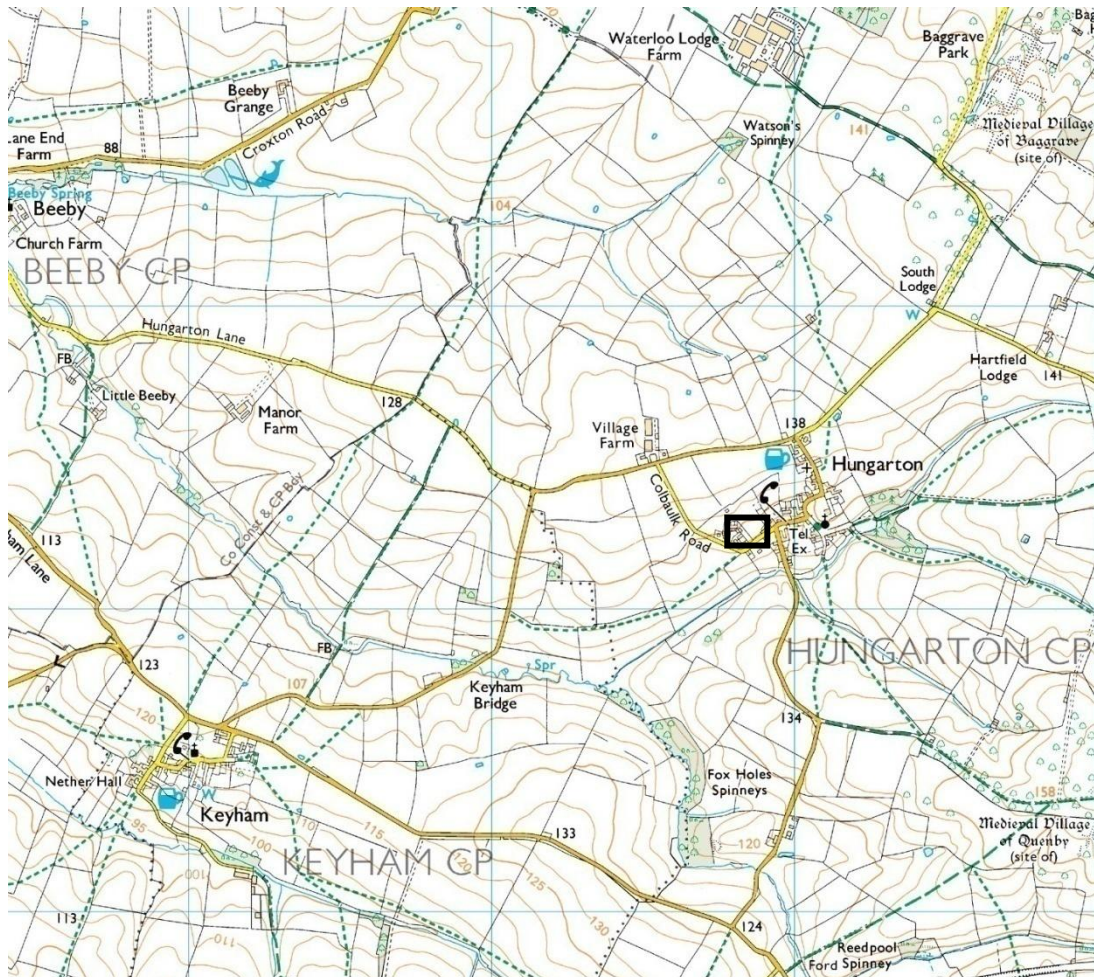 Waterloo Lodge
Farm
Baggrave
Park
Beeby
Grange
Croxton Road
Lane End
Farm
88
141
Watson's
Spinney
Medieval Village
of Baggrave
(site of)
Beeby Spring
Beeby
104
Church Farm
BEEBY CP
South
Lodge
W
Hungarton Lane
FB
Little Beeby
Manor
Farm
128
Hartfield
Lodge
141
Village
Farm
138
Hungarton
Colbaulk Road
Tel
Ex
Co Const & CP Bdy
113
ham Lane
HUNGARTON CP
FB
Spr
123
107
Keyham
Bridge
120
134
Nether Hall
W
Keyham
Fox Holes
Spinneys
158
Medieval Village
of Quenby
(site of)
95
100
110
115
133
120
KEYHAM CP
120
125
100
130
113
110
124
Reedpool
Ford Spinney